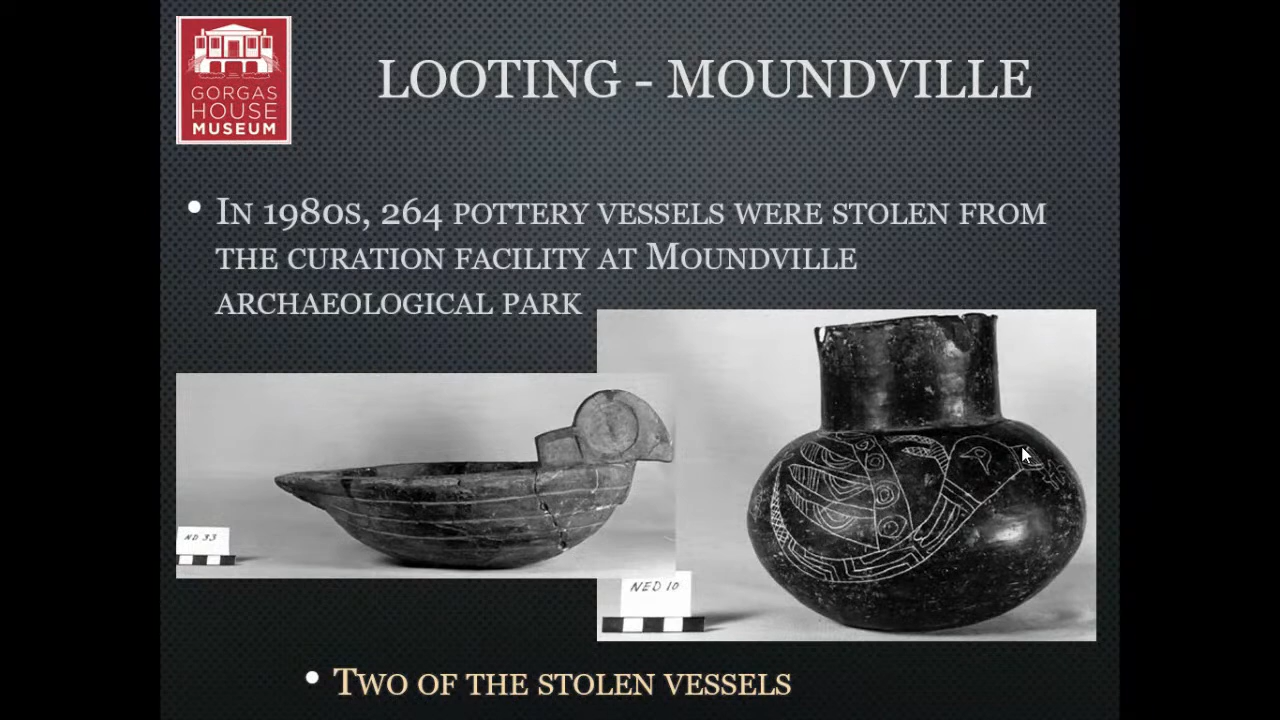 GORGAS
HOUSE
MUSEUM
LOOTING - MOUNDVILLE
In 1980s, 264 pottery vessels were stolen from
the curation facility at Moundville
archaeological park
ND 33
NED 10
Two of the stolen vessels